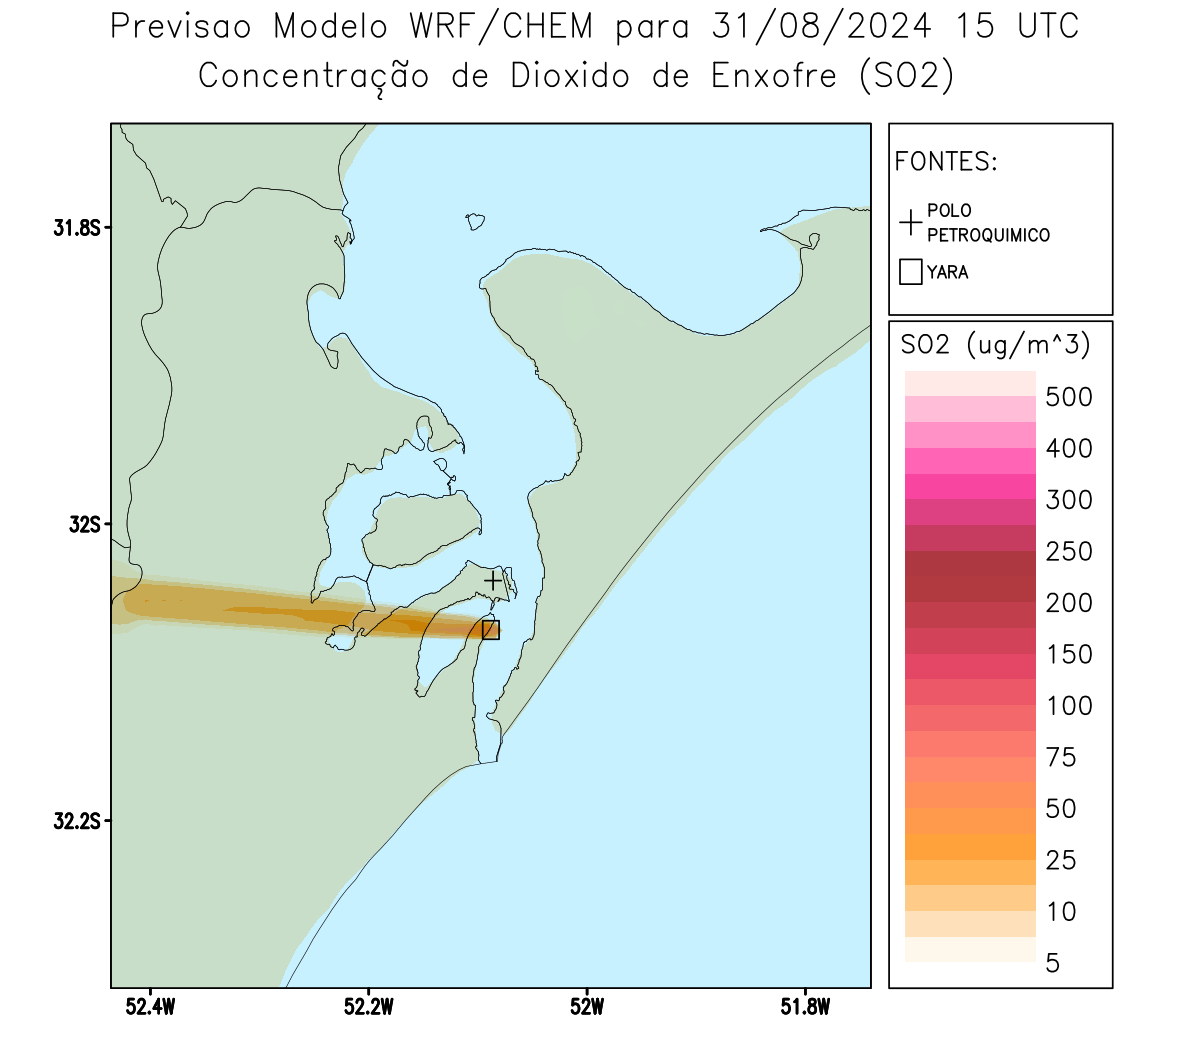 Previsao Modelo WRF/CHEM para 31/08/2024 15 UTC
Concentração de Dioxido de Enxofre (SO2)
FONTES:
POLO
PETROQUIMICO
YARA
SO2 (ug/m^3)
500
400
300
250
200
150
100
75
50
25
10
5
31.8S
32S
32.2S
52.4W
52.2W
52W
51.8W